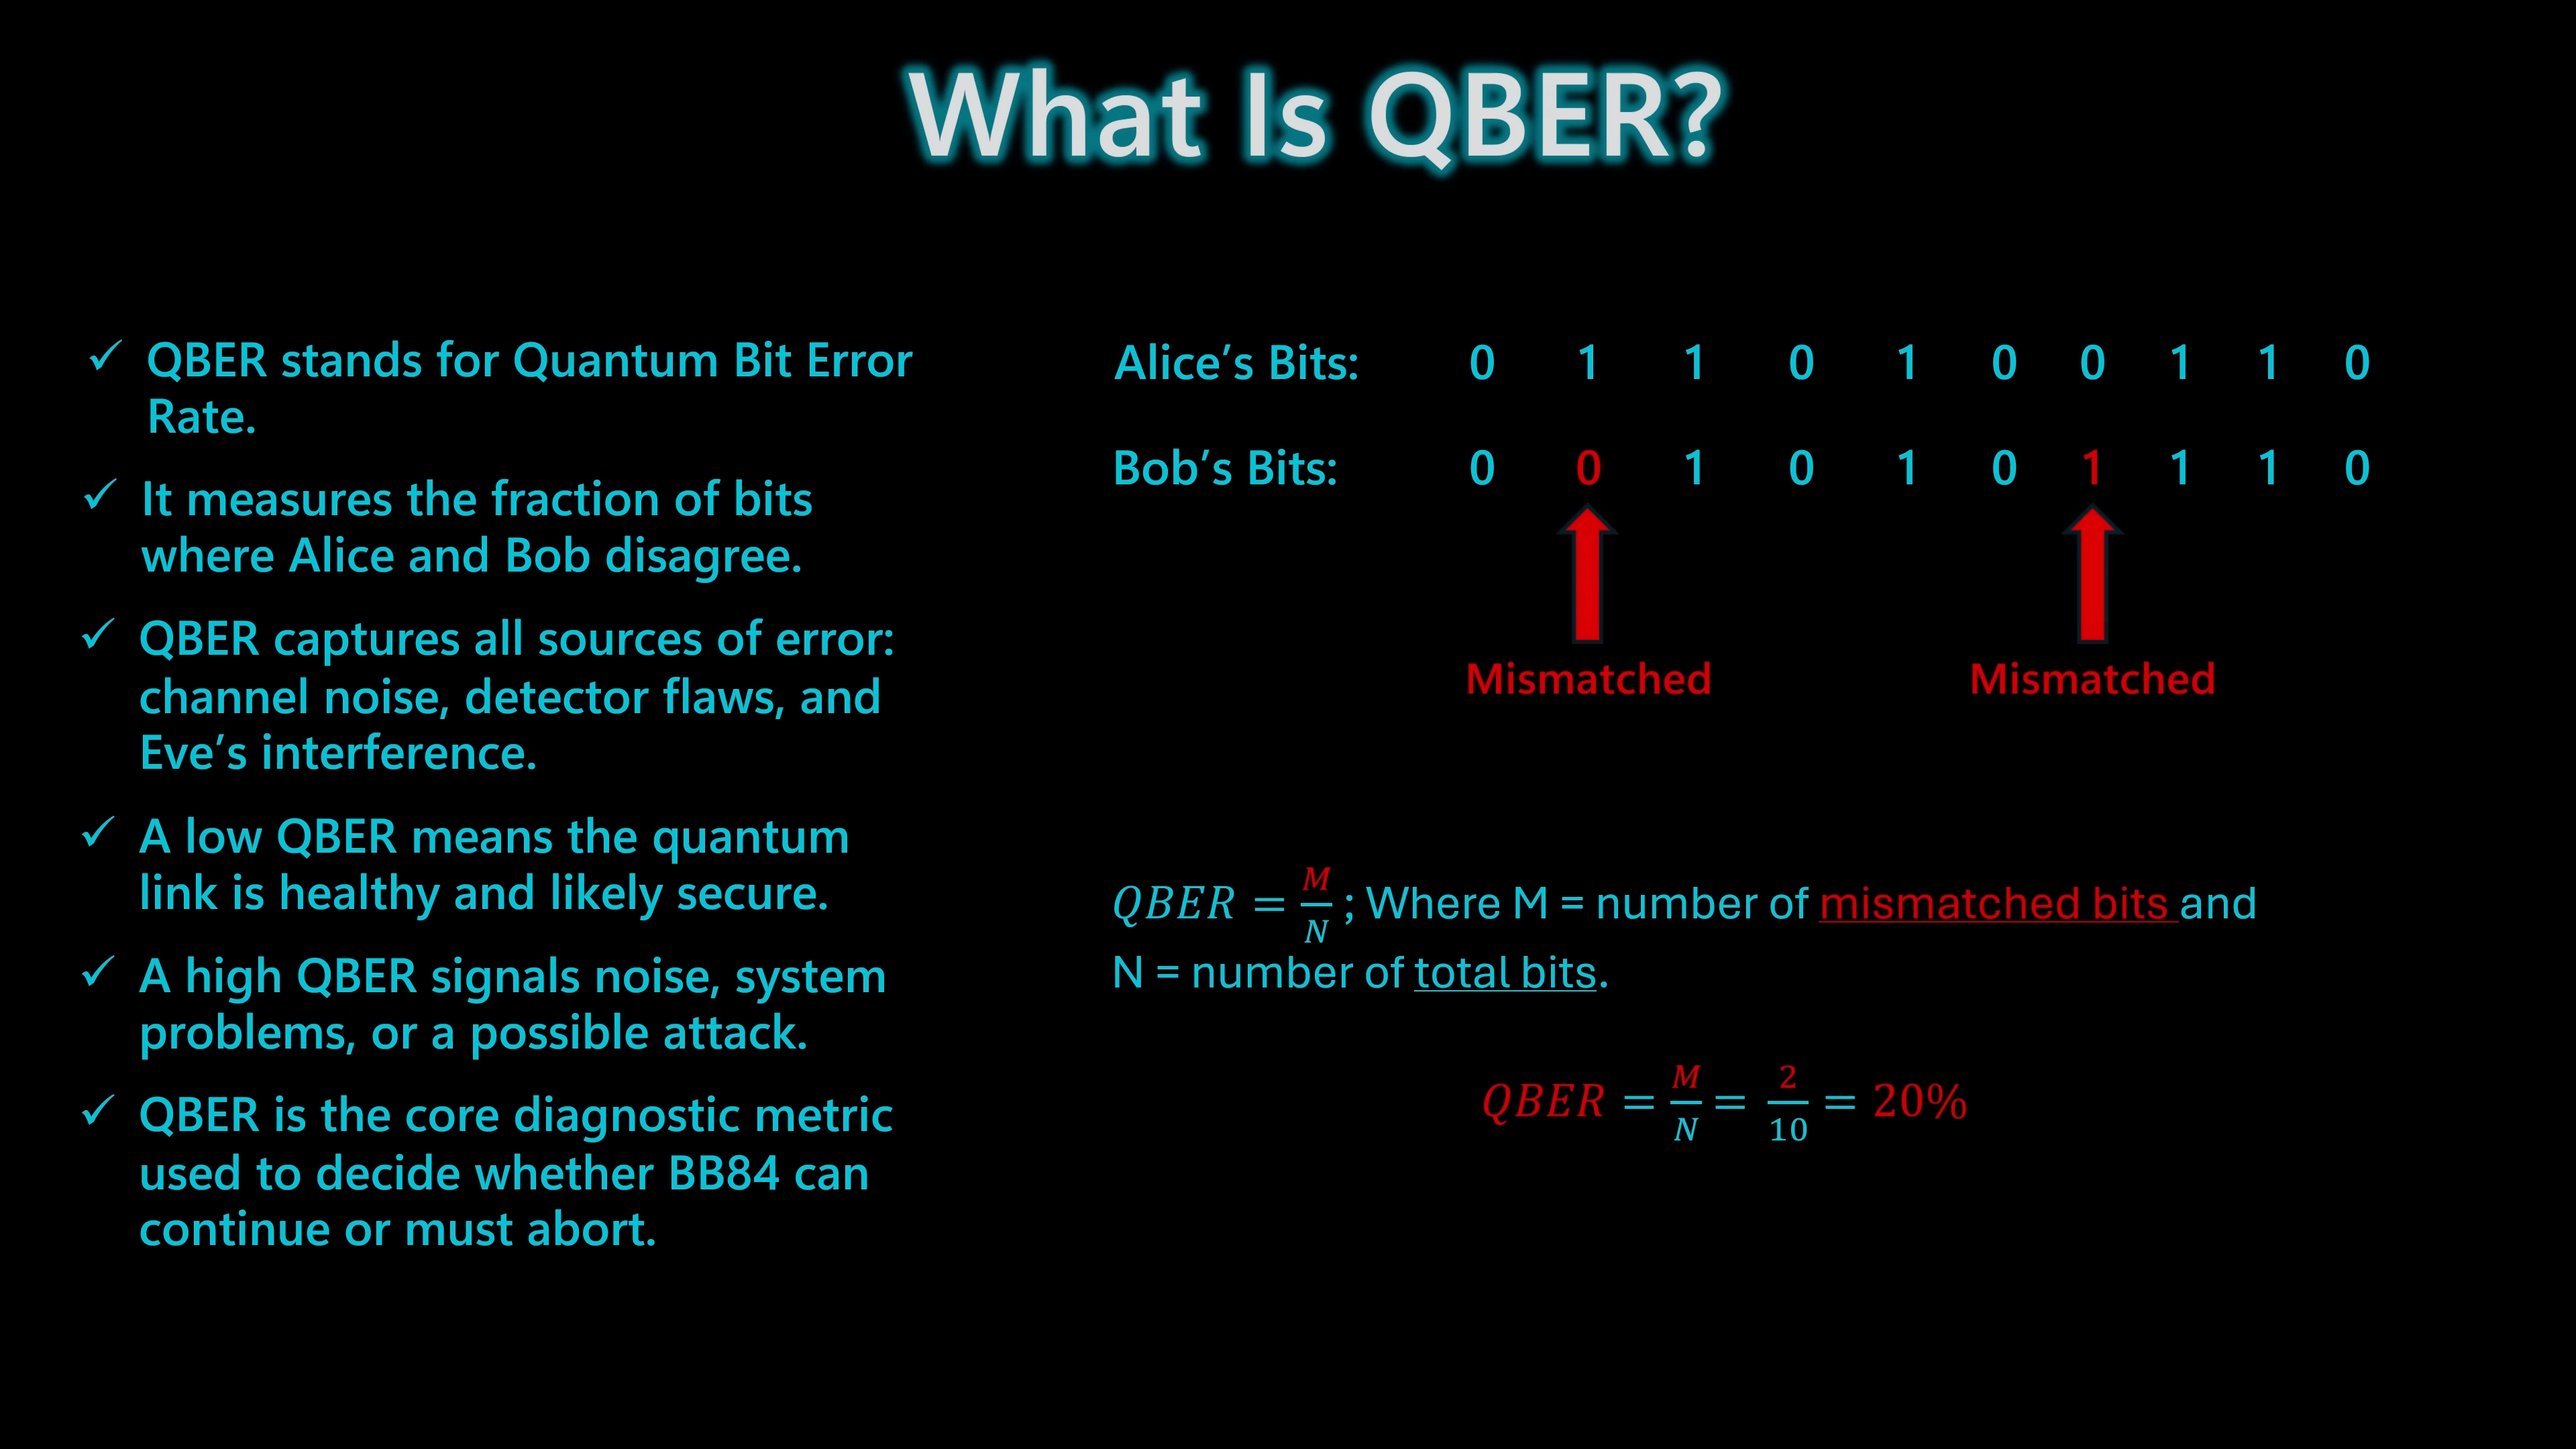 What Is QBER?
✓ QBER stands for Quantum Bit Error
Rate.
✓ It measures the fraction of bits
where Alice and Bob disagree.
✓ QBER captures all sources of error:
channel noise, detector flaws, and
Eve’s interference.
✓ A low QBER means the quantum
link is healthy and likely secure.
✓ A high QBER signals noise, system
problems, or a possible attack.
✓ QBER is the core diagnostic metric
used to decide whether BB84 can
continue or must abort.
Alice’s Bits: 0 1 1 0 1 0 0 1 1 0
Bob’s Bits: 0 0 1 0 1 0 1 1 1 0
Mismatched Mismatched
QBER = M/N ; Where M = number of mismatched bits and
N = number of total bits.
QBER = M/N = 2/10 = 20%